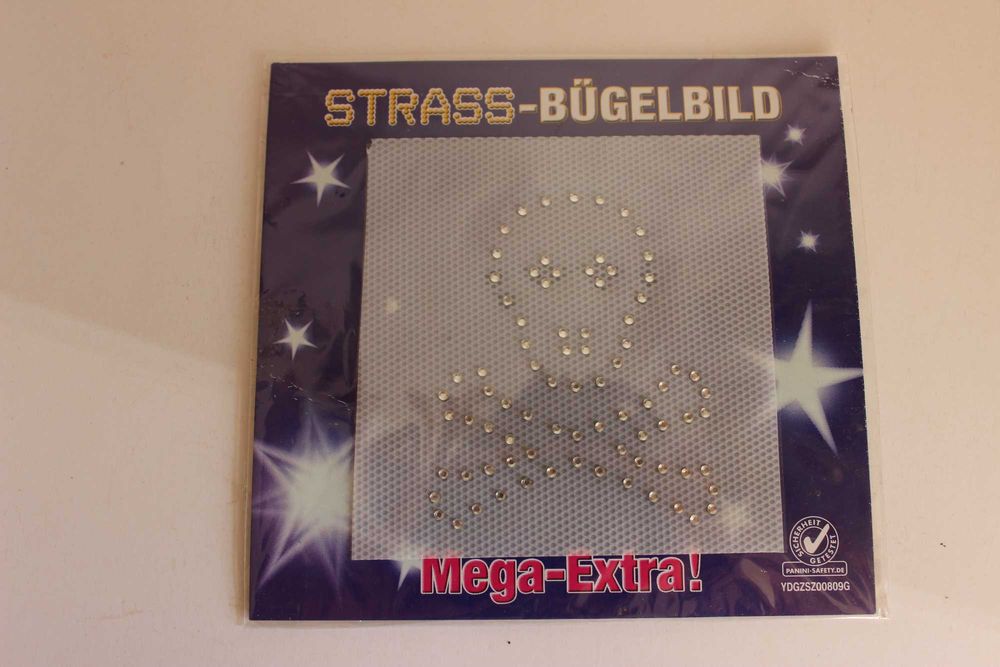 STRASS-BÜGELBILD
Mega-Extra!
SICHERHEIT
GETESTET
PANINI-SAFETY.DE
YDGZSZ00809G